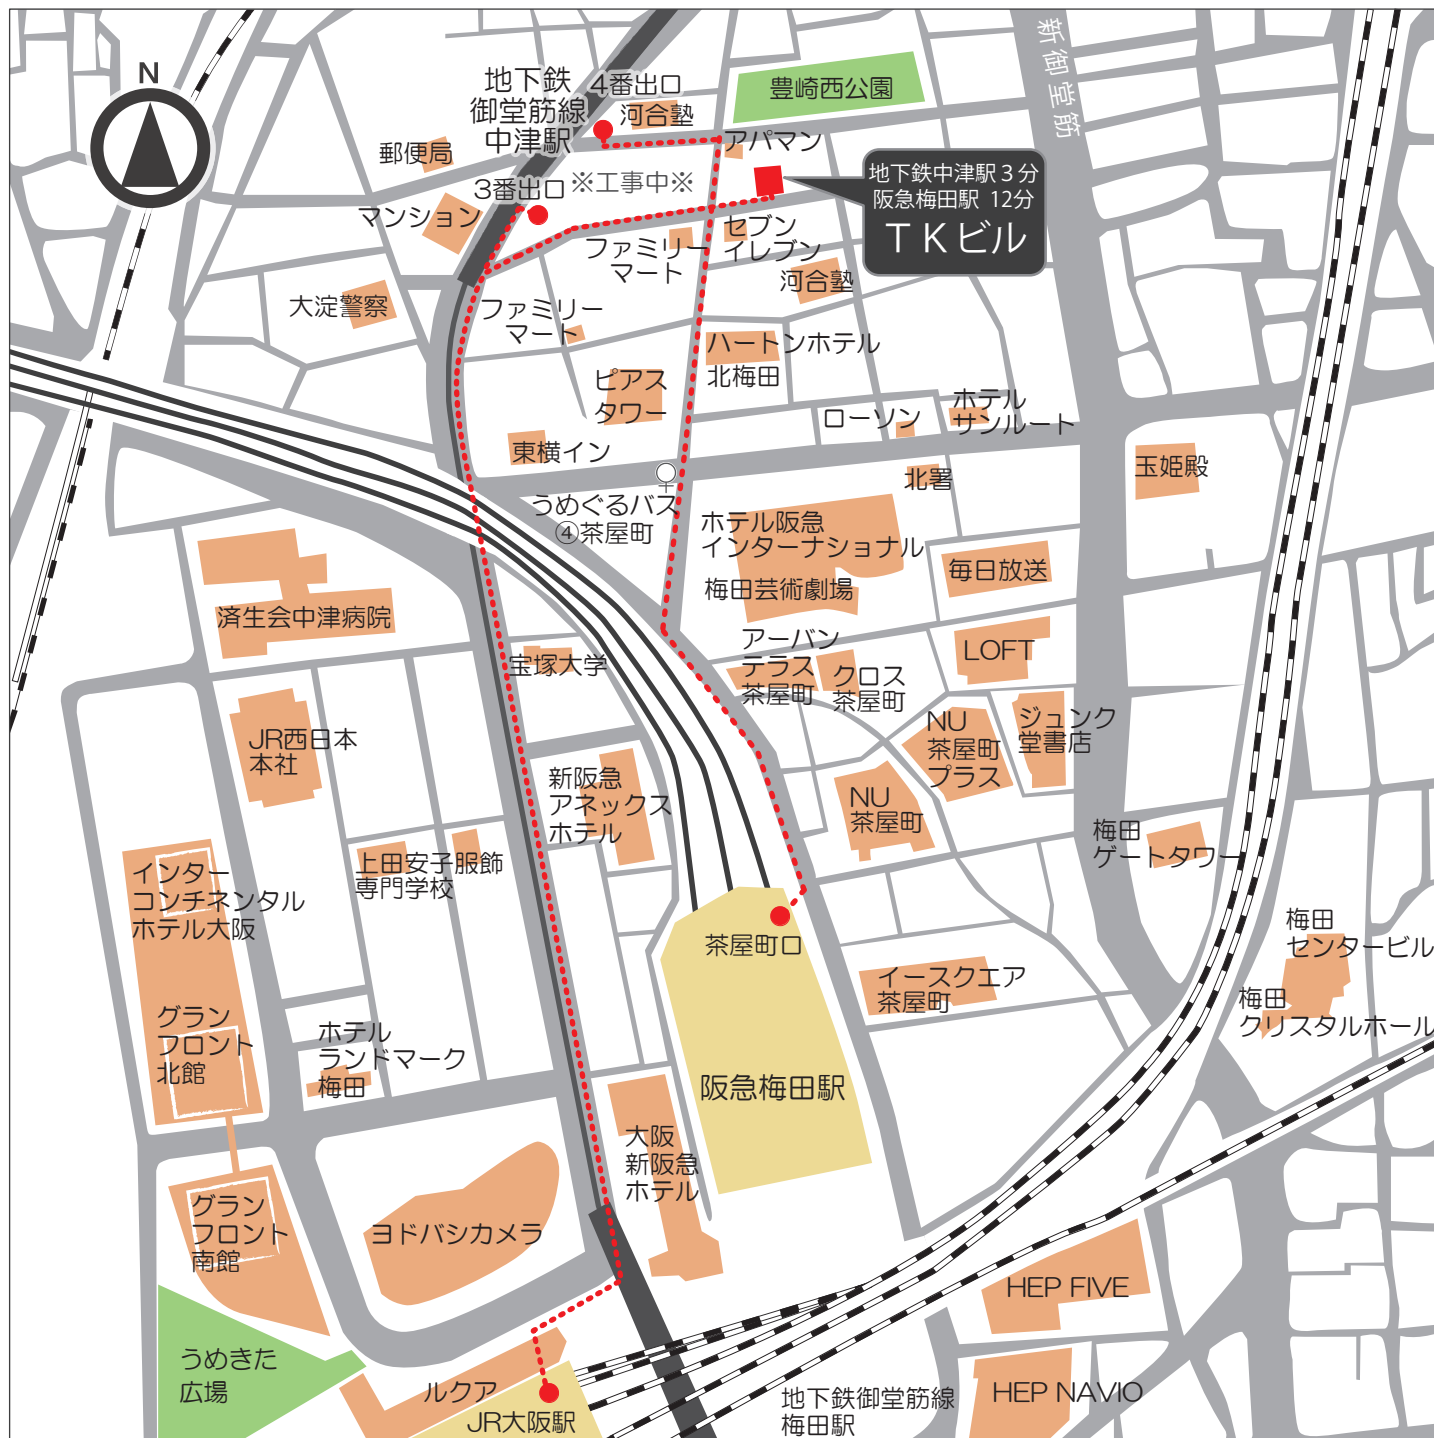 N
地下鉄
御堂筋線
中津駅
4番出口
河合塾
豊崎西公園
新御堂筋
アパマン
郵便局
3番出口
※工事中※
マンション
地下鉄中津駅3分
阪急梅田駅 12分
TKビル
セブン
イレブン
ファミリー
マート
河合塾
大淀警察
ファミリー
マート
ハートンホテル
北梅田
ピアス
タワー
ローソン
ホテル
サンルート
東横イン
北署
玉姫殿
うめぐるバス
④茶屋町
ホテル阪急
インターナショナル
梅田芸術劇場
毎日放送
済生会中津病院
宝塚大学
アーバン
テラス
茶屋町
クロス
茶屋町
LOFT
JR西日本
本社
NU
茶屋町
プラス
ジュンク
堂書店
新阪急
アネックス
ホテル
NU
茶屋町
梅田
ゲートタワー
上田安子服飾
専門学校
インター
コンチネンタル
ホテル大阪
茶屋町口
梅田
センタービル
イースクエア
茶屋町
梅田
クリスタルホール
グラン
フロント
北館
ホテル
ランドマーク
梅田
阪急梅田駅
大阪
新阪急
ホテル
グラン
フロント
南館
ヨドバシカメラ
HEP FIVE
うめきた
広場
ルクア
JR大阪駅
地下鉄御堂筋線
梅田駅
HEP NAVIO